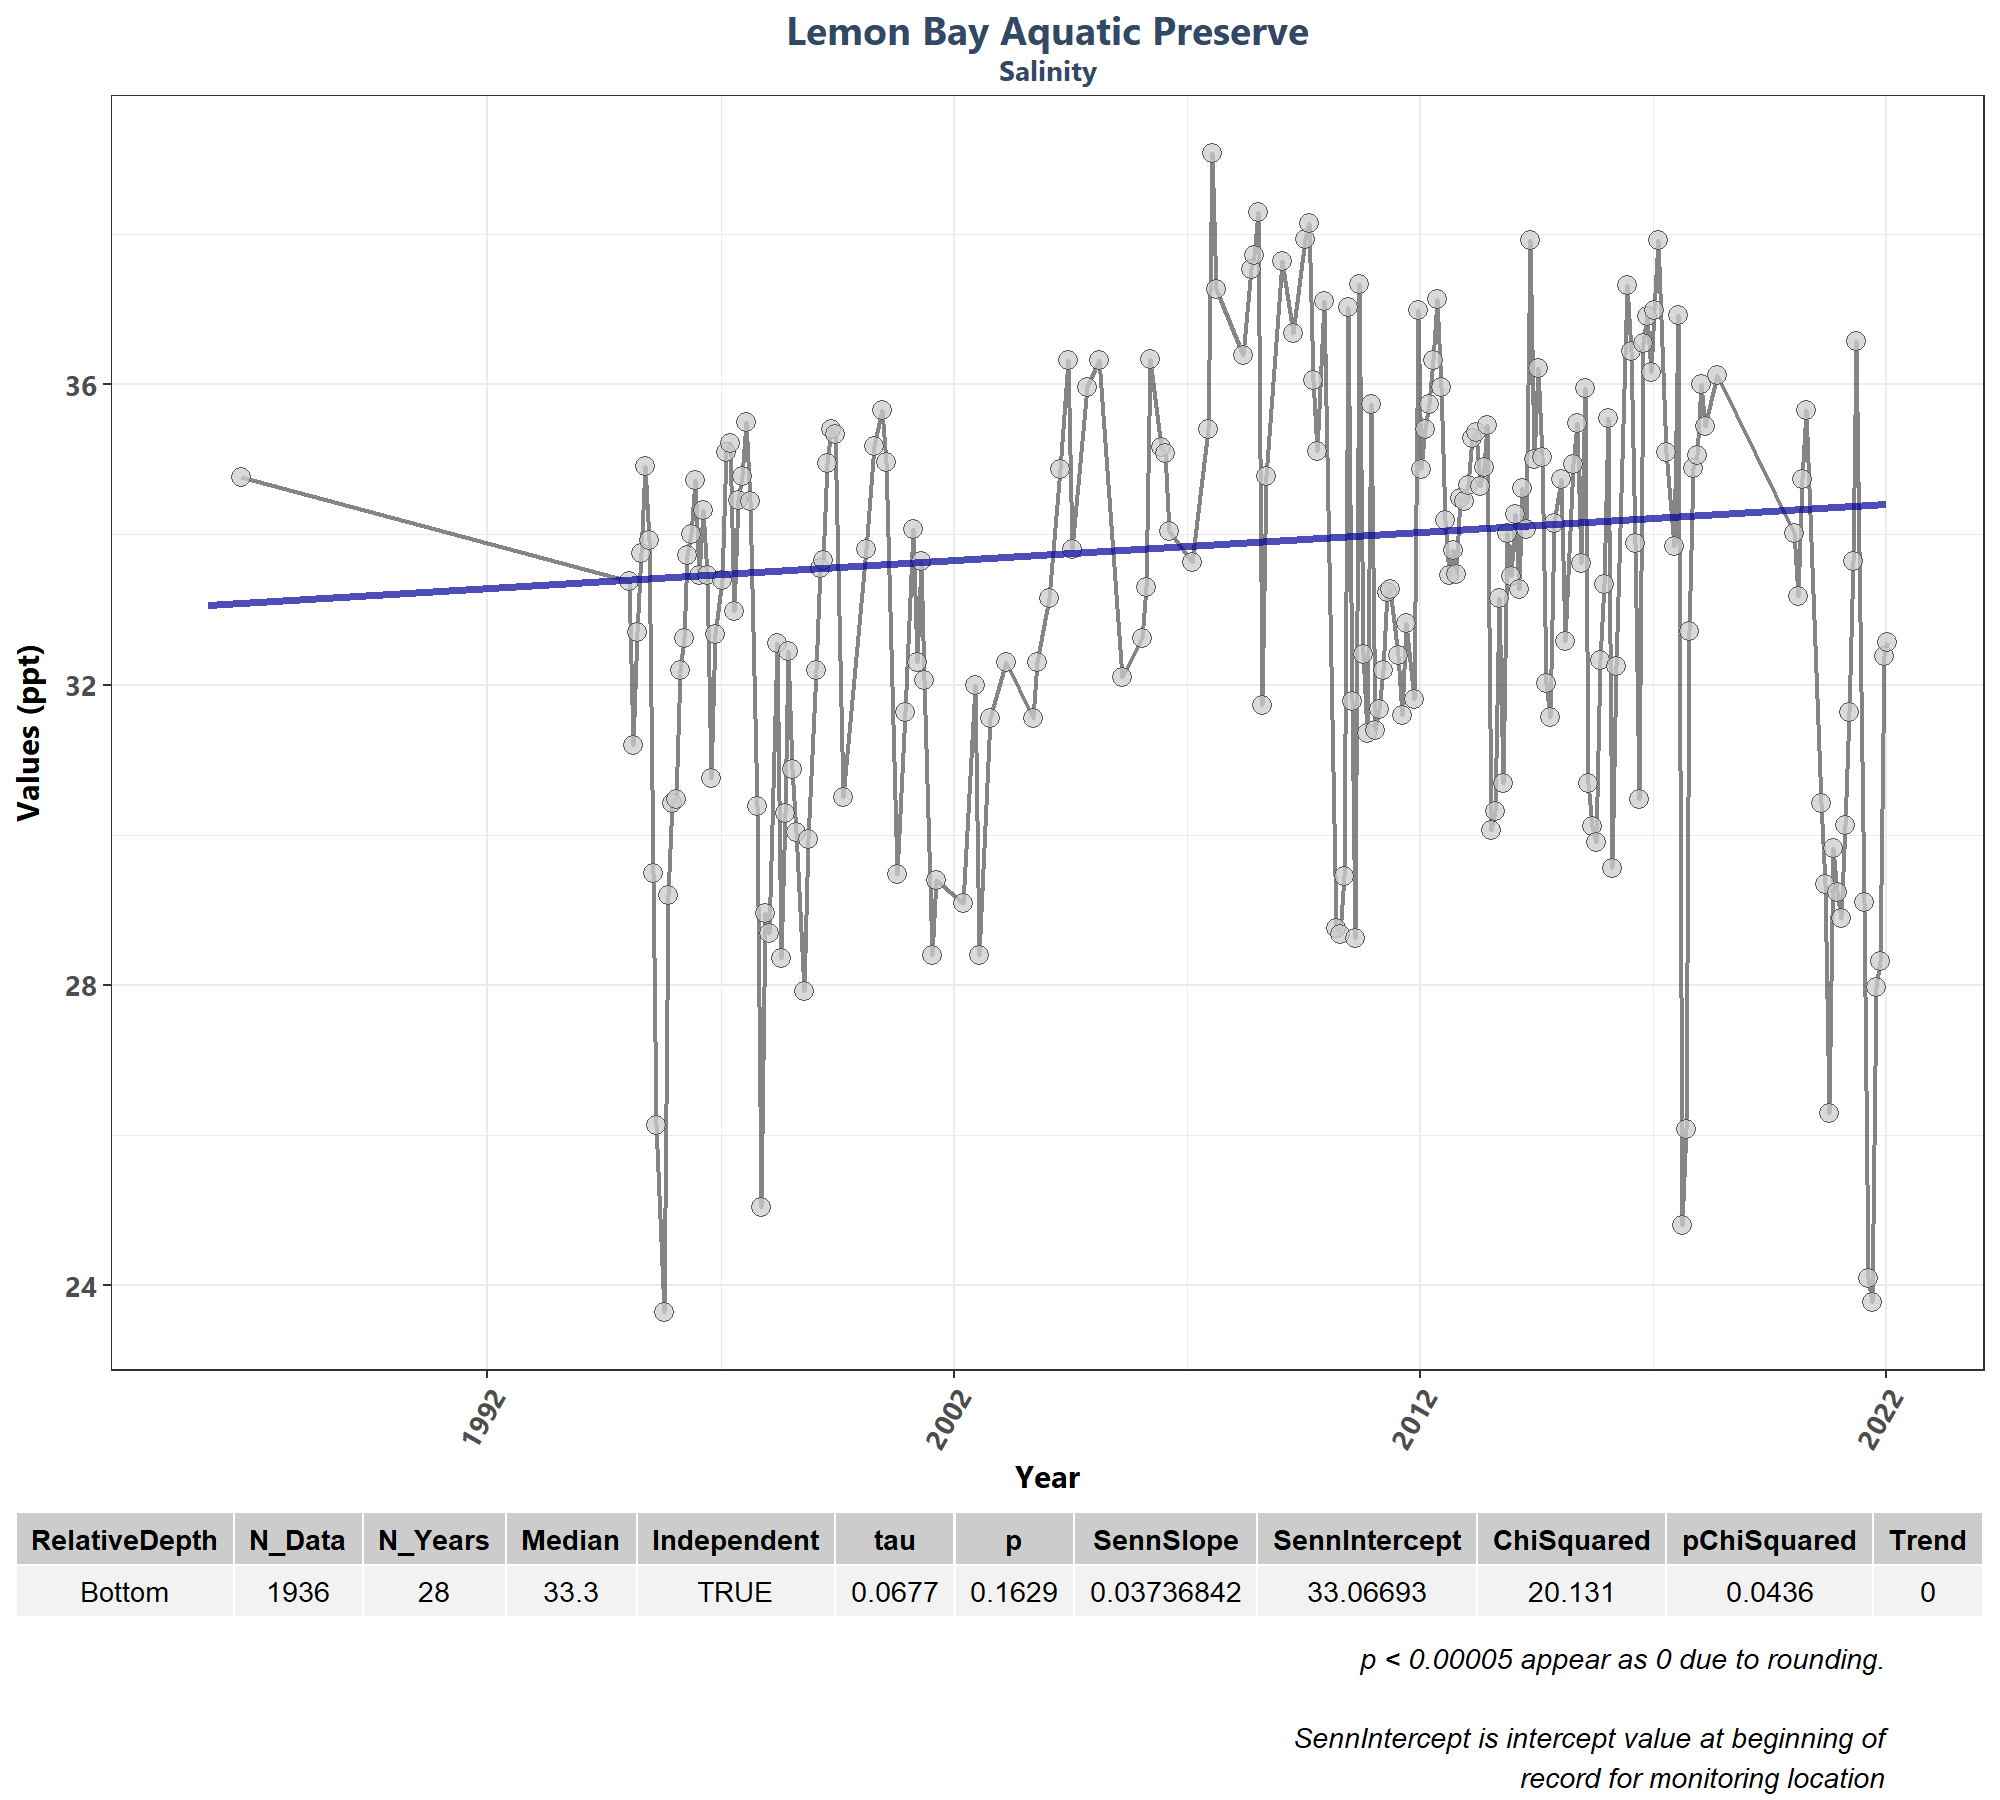 Lemon Bay Aquatic Preserve
Salinity
Values (ppt)
36
32
28
24
1992
2002
2012
2022
Year
RelativeDepth N_Data N_Years Median Independent tau p SennSlope SennIntercept ChiSquared pChiSquared Trend
Bottom 1936 28 33.3 TRUE 0.0677 0.1629 0.03736842 33.06693 20.131 0.0436 0
p < 0.00005 appear as 0 due to rounding.
SennIntercept is intercept value at beginning of
record for monitoring location